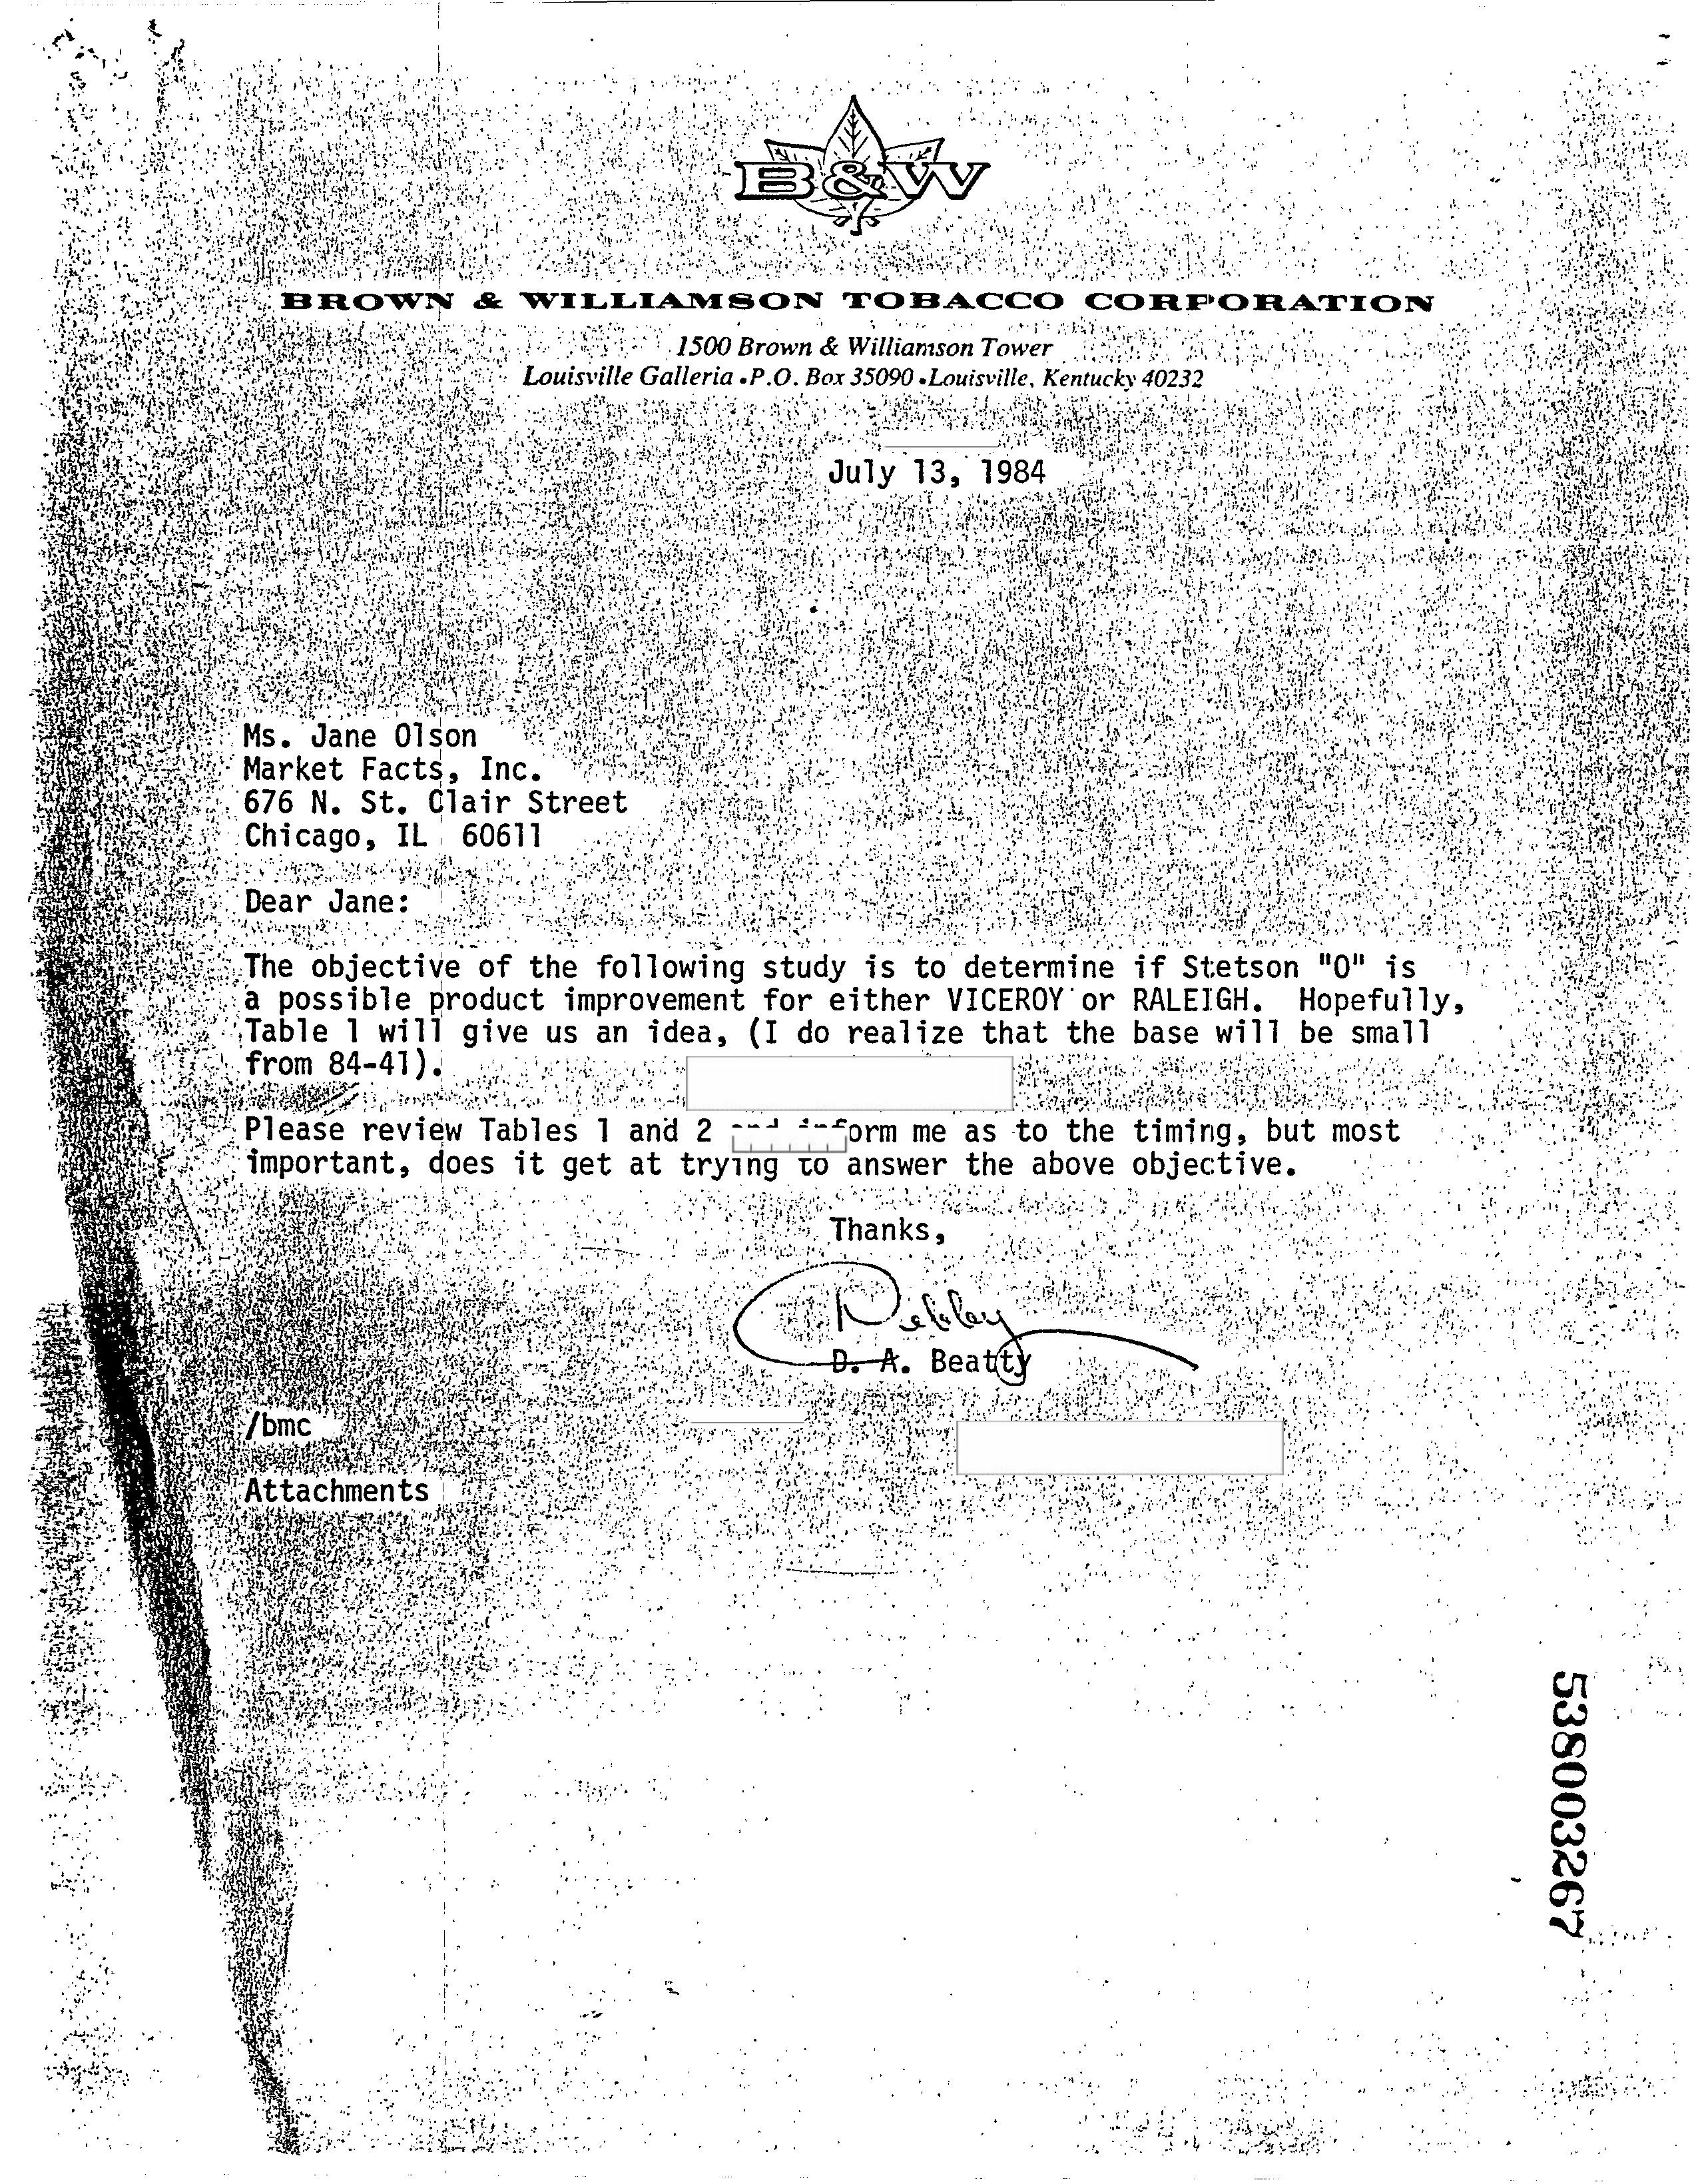 B&W
BROWN & WILLIAMSON TOBACCO CORPORATION
1500 Brown & Williamson Tower
Louisville Galleria • P.O. Box 35090 • Louisville, Kentucky 40232
July 13, 1984
Ms. Jane Olson
Market Facts, Inc.
676 N. St. Clair Street
Chicago, IL 60611
Dear Jane:
The objective of the following study is to determine if Stetson "O" is
a possible product improvement for either VICEROY or RALEIGH. Hopefully,
Table 1 will give us an idea, (I do realize that the base will be small
from 84-41).
Please review Tables 1 and 2 and inform me as to the timing, but most
important, does it get at trying to answer the above objective.
Thanks,
D. A. Beatty
/bmc
Attachments
538003267